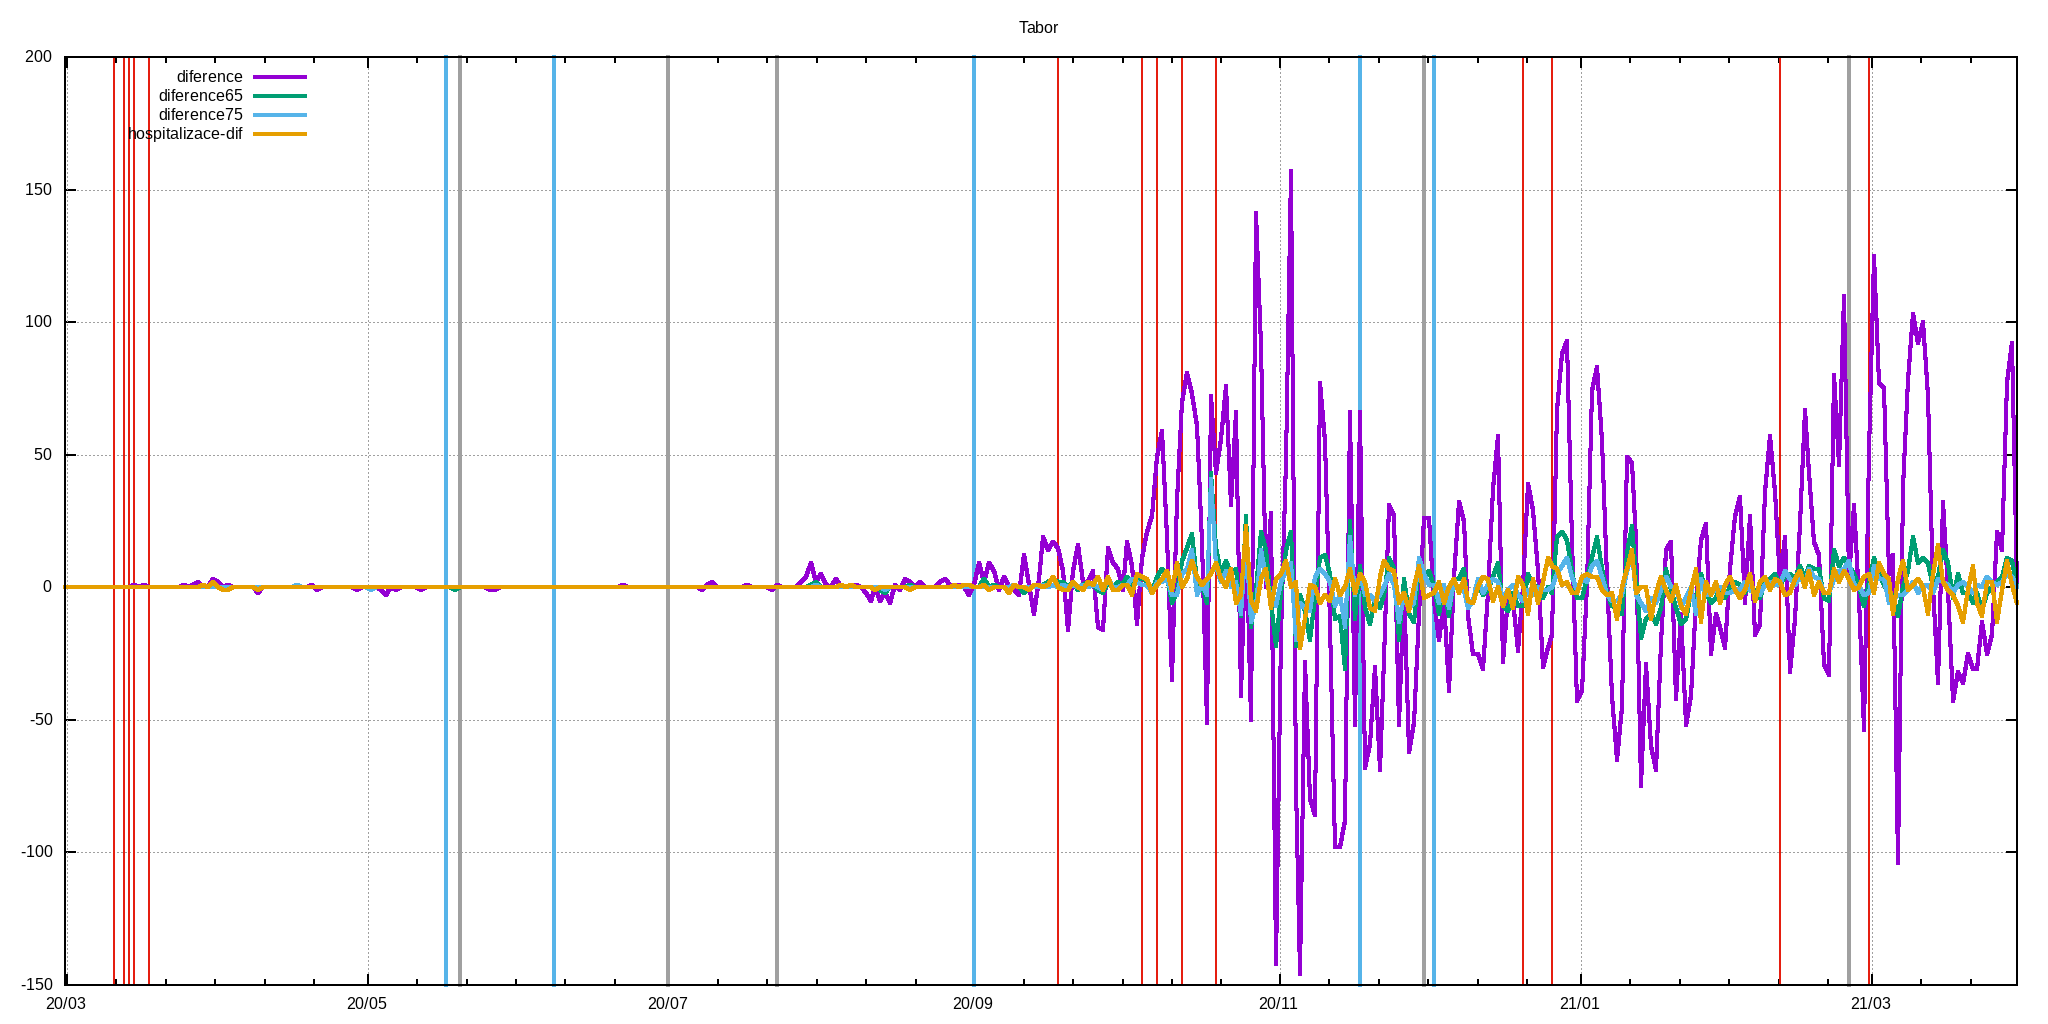 Tabor
200
150
100
50
0
-50
-100
-150
diference
diference65
diference75
hospitalizace-dif
20/03 20/05 20/07 20/09 20/11 21/01 21/03